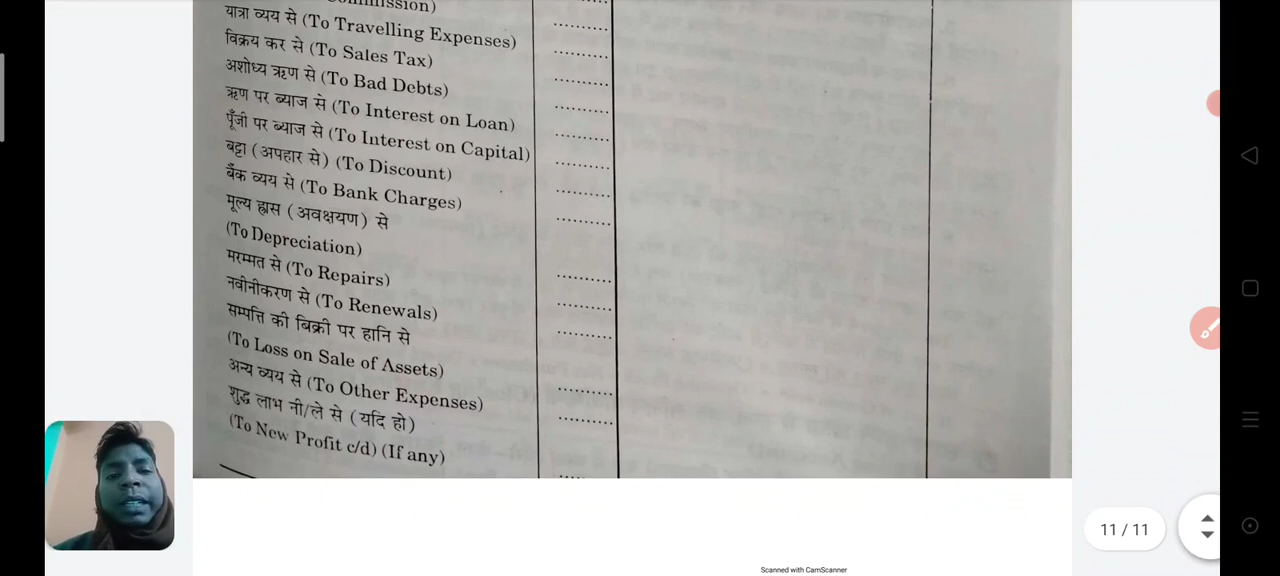 यात्रा व्यय से (To Travelling Expenses)
विक्रय कर से (To Sales Tax)
अशोध्य ऋण से (To Bad Debts)
ऋण पर ब्याज से (To Interest on Loan)
पूँजी पर ब्याज से (To Interest on Capital)
बट्टा (अपहार से) (To Discount)
बैंक व्यय से (To Bank Charges)
मूल्य ह्रास (अवक्षयण) से
(To Depreciation)
मरम्मत से (To Repairs)
नवीनीकरण से (To Renewals)
सम्पत्ति की बिक्री पर हानि से
(To Loss on Sale of Assets)
अन्य व्यय से (To Other Expenses)
शुद्ध लाभ नी/ले से (यदि हो)
(To New Profit c/d) (If any)
11 / 11
Scanned with CamScanner